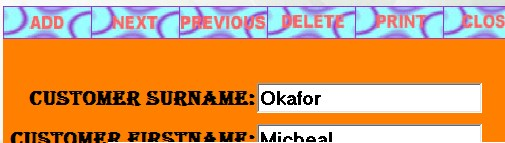 ADD NEXT PREVIOUS DELETE PRINT CLOS
CUSTOMER SURNAME: Okafor
CUSTOMER FIRSTNAME: Micheal